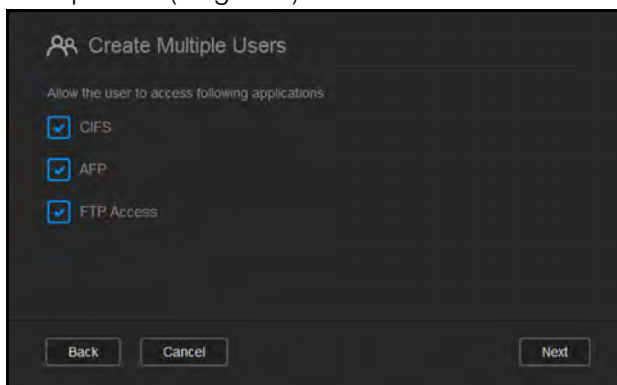 Create Multiple Users
Allow the user to access following applications
CIFS
AFP
FTP Access
Back Cancel Next